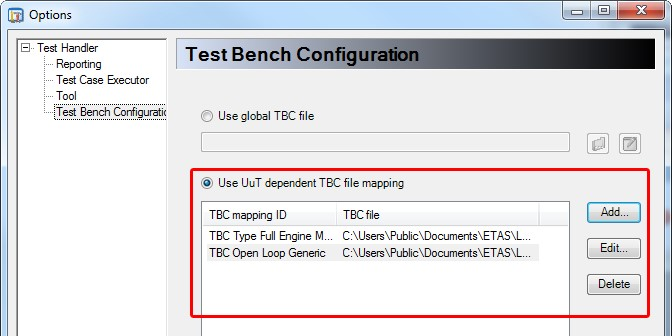 Options
Test Handler
Reporting
Test Case Executor
Tool
Test Bench Configuratio
Test Bench Configuration
Use global TBC file
Use UuT dependent TBC file mapping
TBC mapping ID TBC file
TBC Type Full Engine M... C:\Users\Public\Documents\ETAS\L...
TBC Open Loop Generic C:\Users\Public\Documents\ETAS\L...
Add...
Edit...
Delete